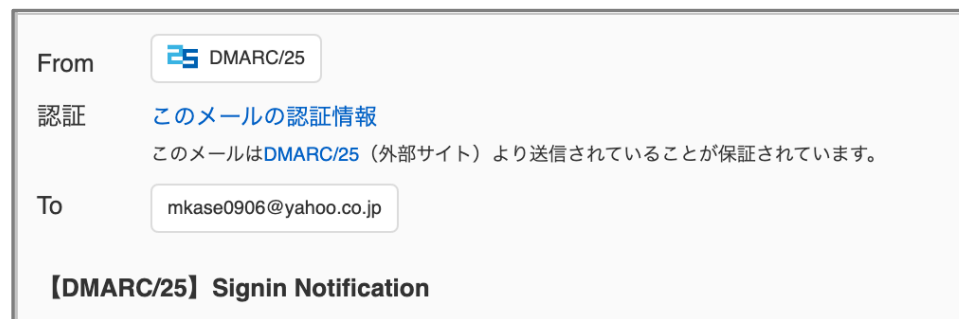 From 25 DMARC/25
認証 このメールの認証情報
このメールはDMARC/25（外部サイト）より送信されていることが保証されています。
To mkase0906@yahoo.co.jp
【DMARC/25】Signin Notification